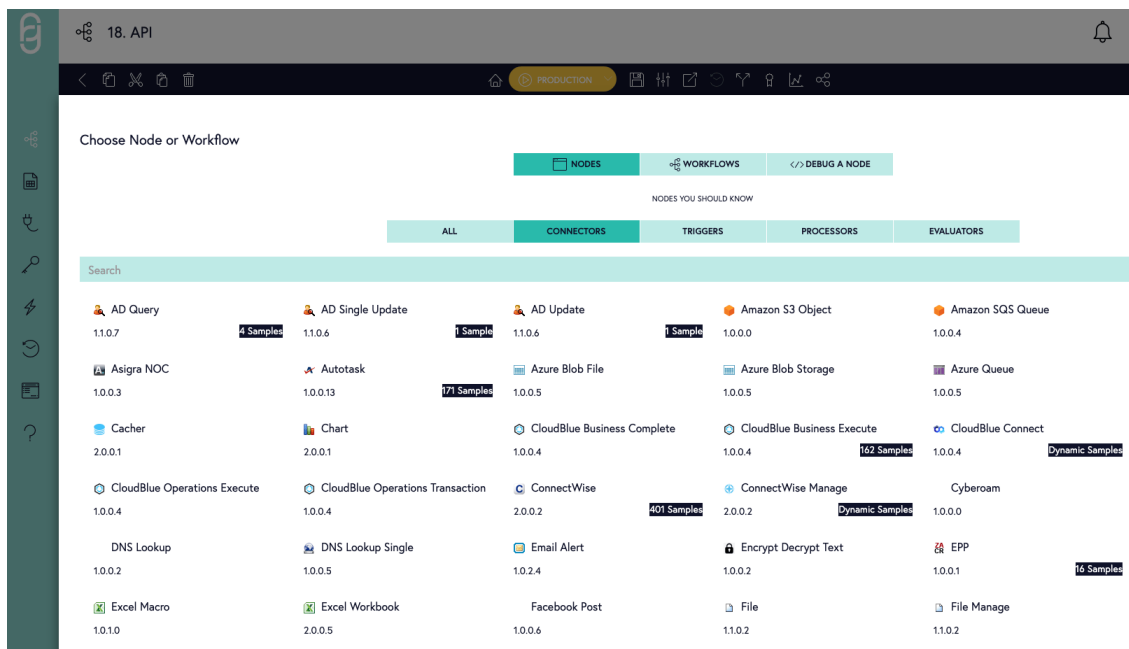 18. API
PRODUCTION
Choose Node or Workflow
NODES WORKFLOWS </> DEBUG A NODE
NODES YOU SHOULD KNOW
ALL CONNECTORS TRIGGERS PROCESSORS EVALUATORS
Search
AD Query AD Single Update AD Update Amazon S3 Object Amazon SQS Queue
1.1.0.7 4 Samples 1.1.0.6 1 Sample 1.1.0.6 1 Sample 1.0.0.0 1.0.0.4
Asigra NOC Autotask Azure Blob File Azure Blob Storage Azure Queue
1.0.0.3 1.0.0.13 171 Samples 1.0.0.5 1.0.0.5 1.0.0.5
Cacher Chart CloudBlue Business Complete CloudBlue Business Execute CloudBlue Connect
2.0.0.1 2.0.0.1 1.0.0.4 1.0.0.4 162 Samples 1.0.0.4 Dynamic Samples
CloudBlue Operations Execute CloudBlue Operations Transaction ConnectWise ConnectWise Manage Cyberoam
1.0.0.4 1.0.0.4 2.0.0.2 401 Samples 2.0.0.2 Dynamic Samples 1.0.0.0
DNS Lookup DNS Lookup Single Email Alert Encrypt Decrypt Text EPP
1.0.0.2 1.0.0.5 1.0.2.4 1.0.0.2 1.0.0.1 16 Samples
Excel Macro Excel Workbook Facebook Post File File Manage
1.0.1.0 2.0.0.5 1.0.0.6 1.1.0.2 1.1.0.2